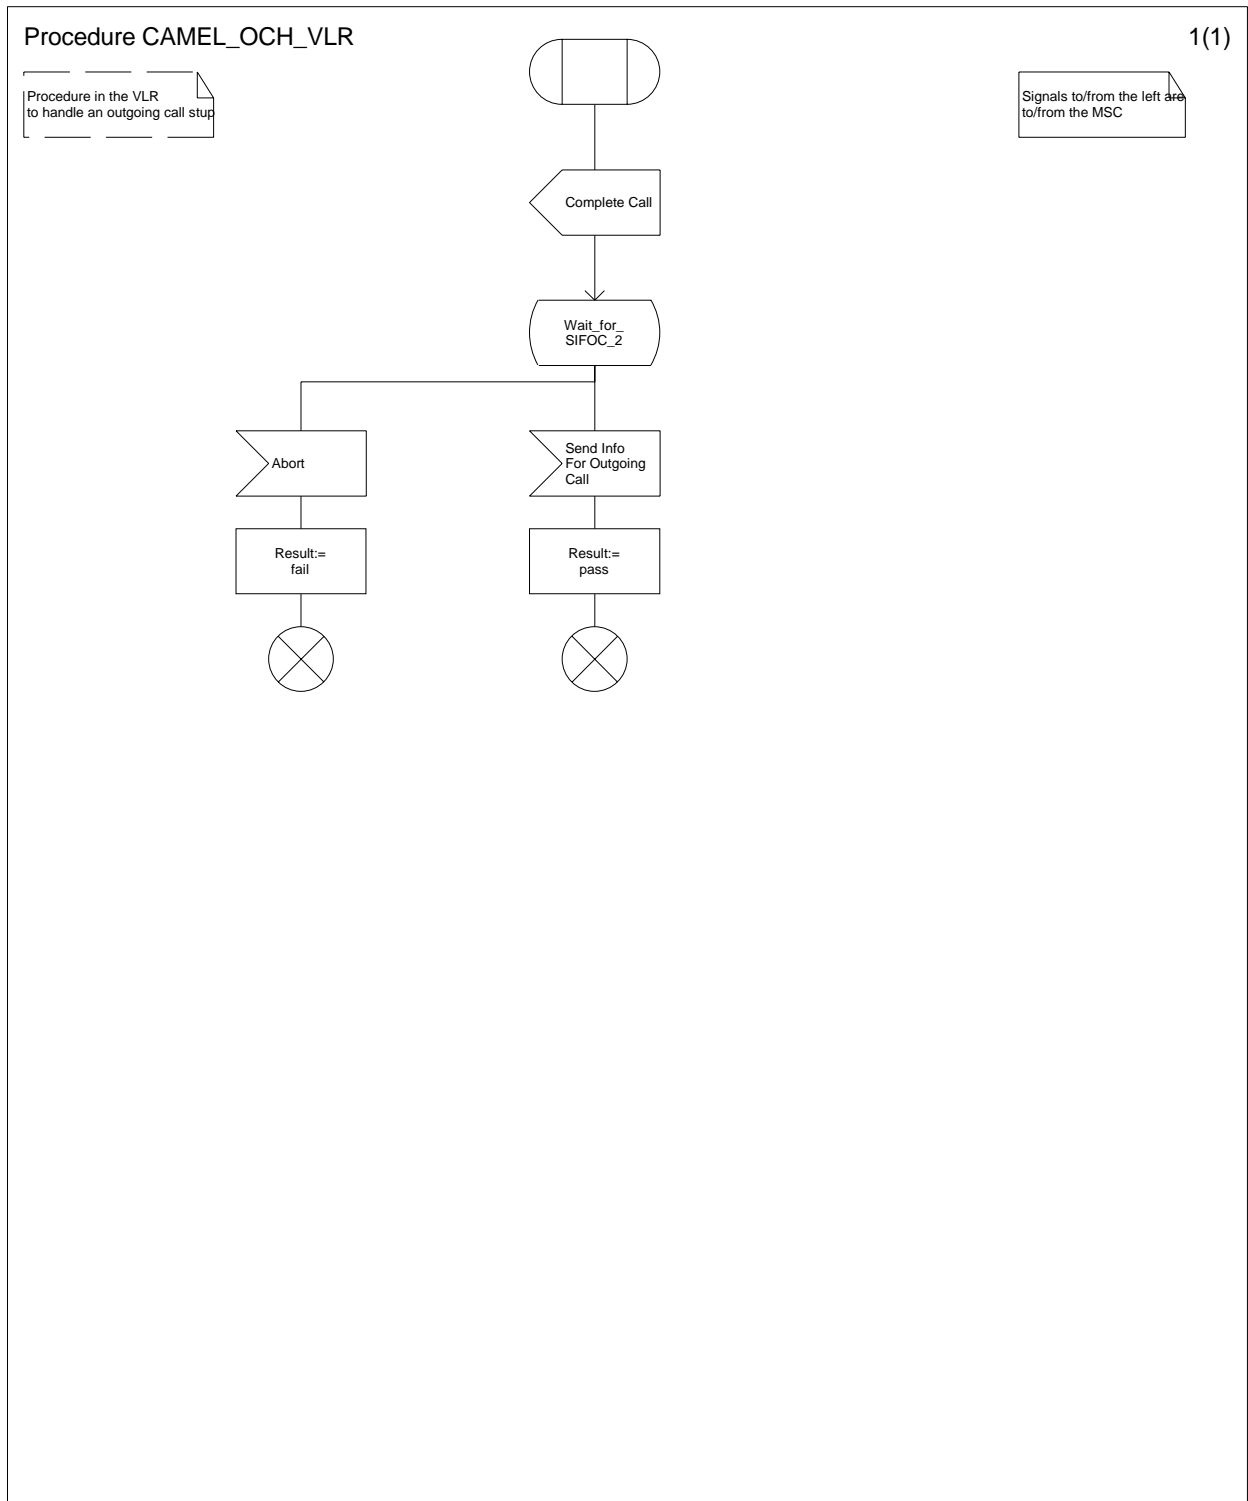 Procedure CAMEL_OCH_VLR
1(1)
Procedure in the VLR
to handle an outgoing call stup
Signals to/from the left are
to/from the MSC
Complete Call
Wait_for_
SIFOC_2
Abort
Send Info
For Outgoing
Call
Result:=
fail
Result:=
pass